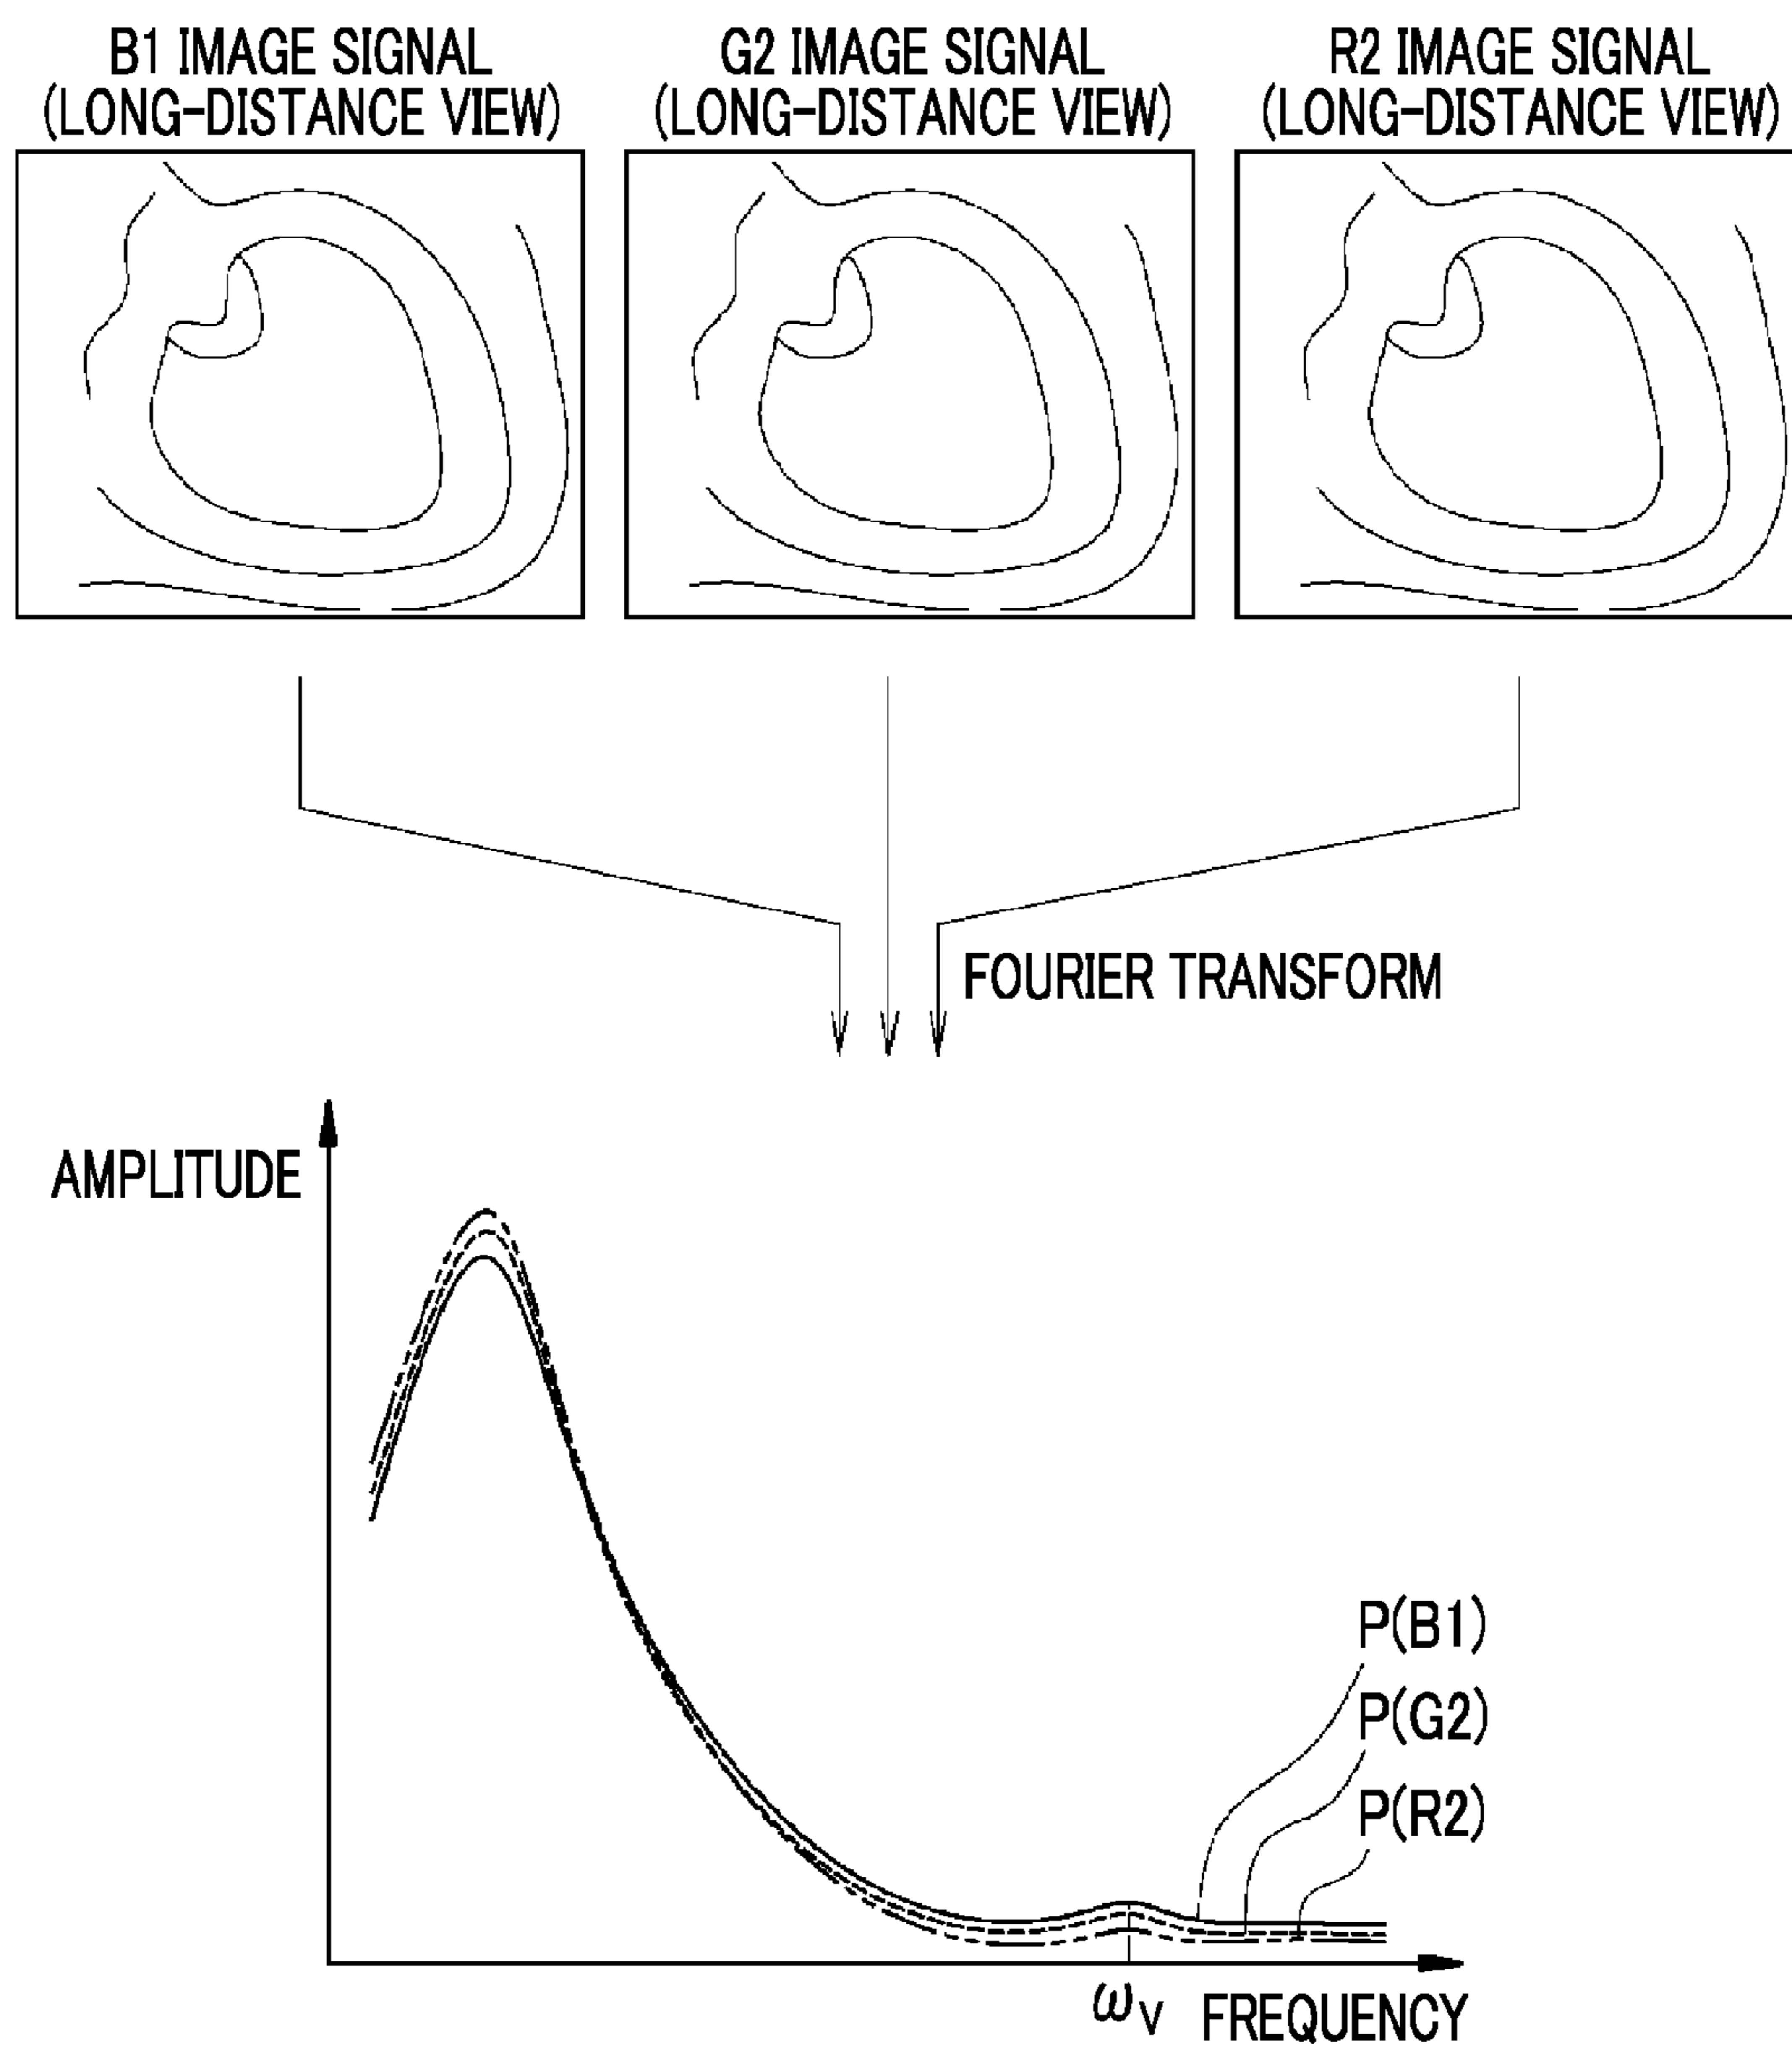 B1 IMAGE SIGNAL
(LONG-DISTANCE VIEW)
G2 IMAGE SIGNAL
(LONG-DISTANCE VIEW)
R2 IMAGE SIGNAL
(LONG-DISTANCE VIEW)
FOURIER TRANSFORM
AMPLITUDE
P(B1)
P(G2)
P(R2)
ωV FREQUENCY